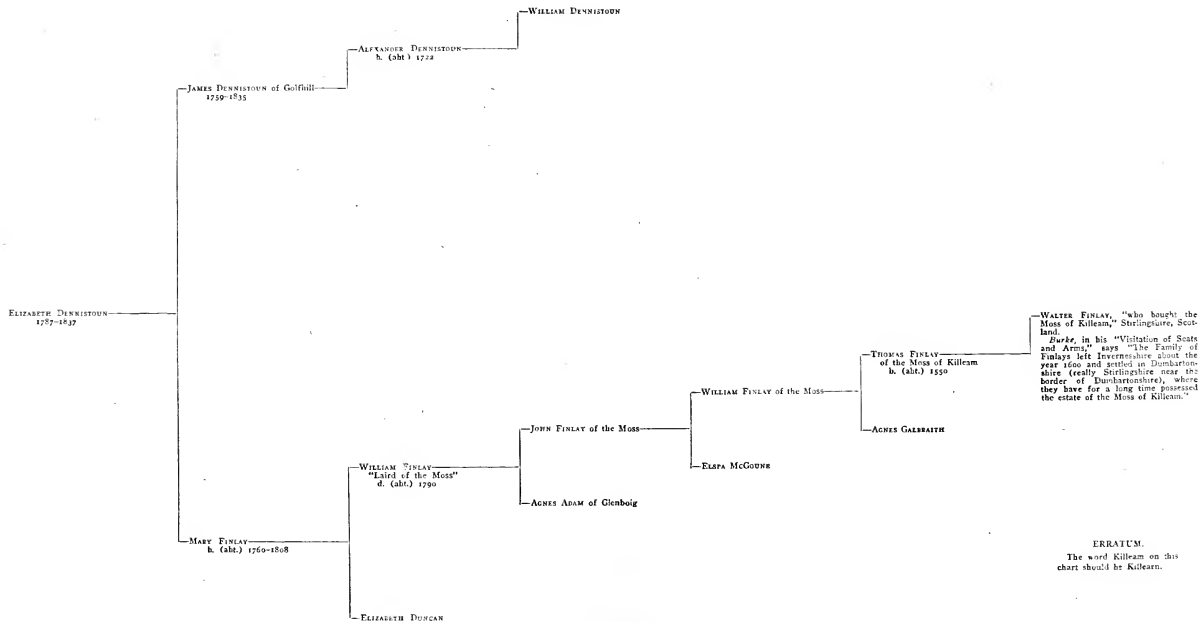 WILLIAM DENNISTOUN
ALEXANDER DENNISTOUN
b. (abt) 1722
JAMES DENNISTOUN of Golfhill
1759-1835
ELIZABETH DENNISTOUN
1787-1837
WALTER FINLAY, "who bought the
Moss of Killeam," Stirlingshire, Scot-
land.
Burke, in his "Visitation of Seats
and Arms," says "The Family of
Finlays left Invernesshire about the
year 1600 and settled in Dumbarton-
shire (really Stirlingshire near the
border of Dumbartonshire), where
they have for a long time possessed
the estate of the Moss of Killeam."
THOMAS FINLAY
of the Moss of Killeam
b. (abt.) 1550
WILLIAM FINLAY of the Moss
AGNES GALBRAITH
JOHN FINLAY of the Moss
ELSPA McGOUNE
WILLIAM FINLAY
"Laird of the Moss"
d. (abt.) 1790
AGNES ADAM of Glenboig
MARY FINLAY
b. (abt.) 1760-1808
ELIZABETH DUNCAN
ERRATUM.
The word Killeam on this
chart should be Killearn.